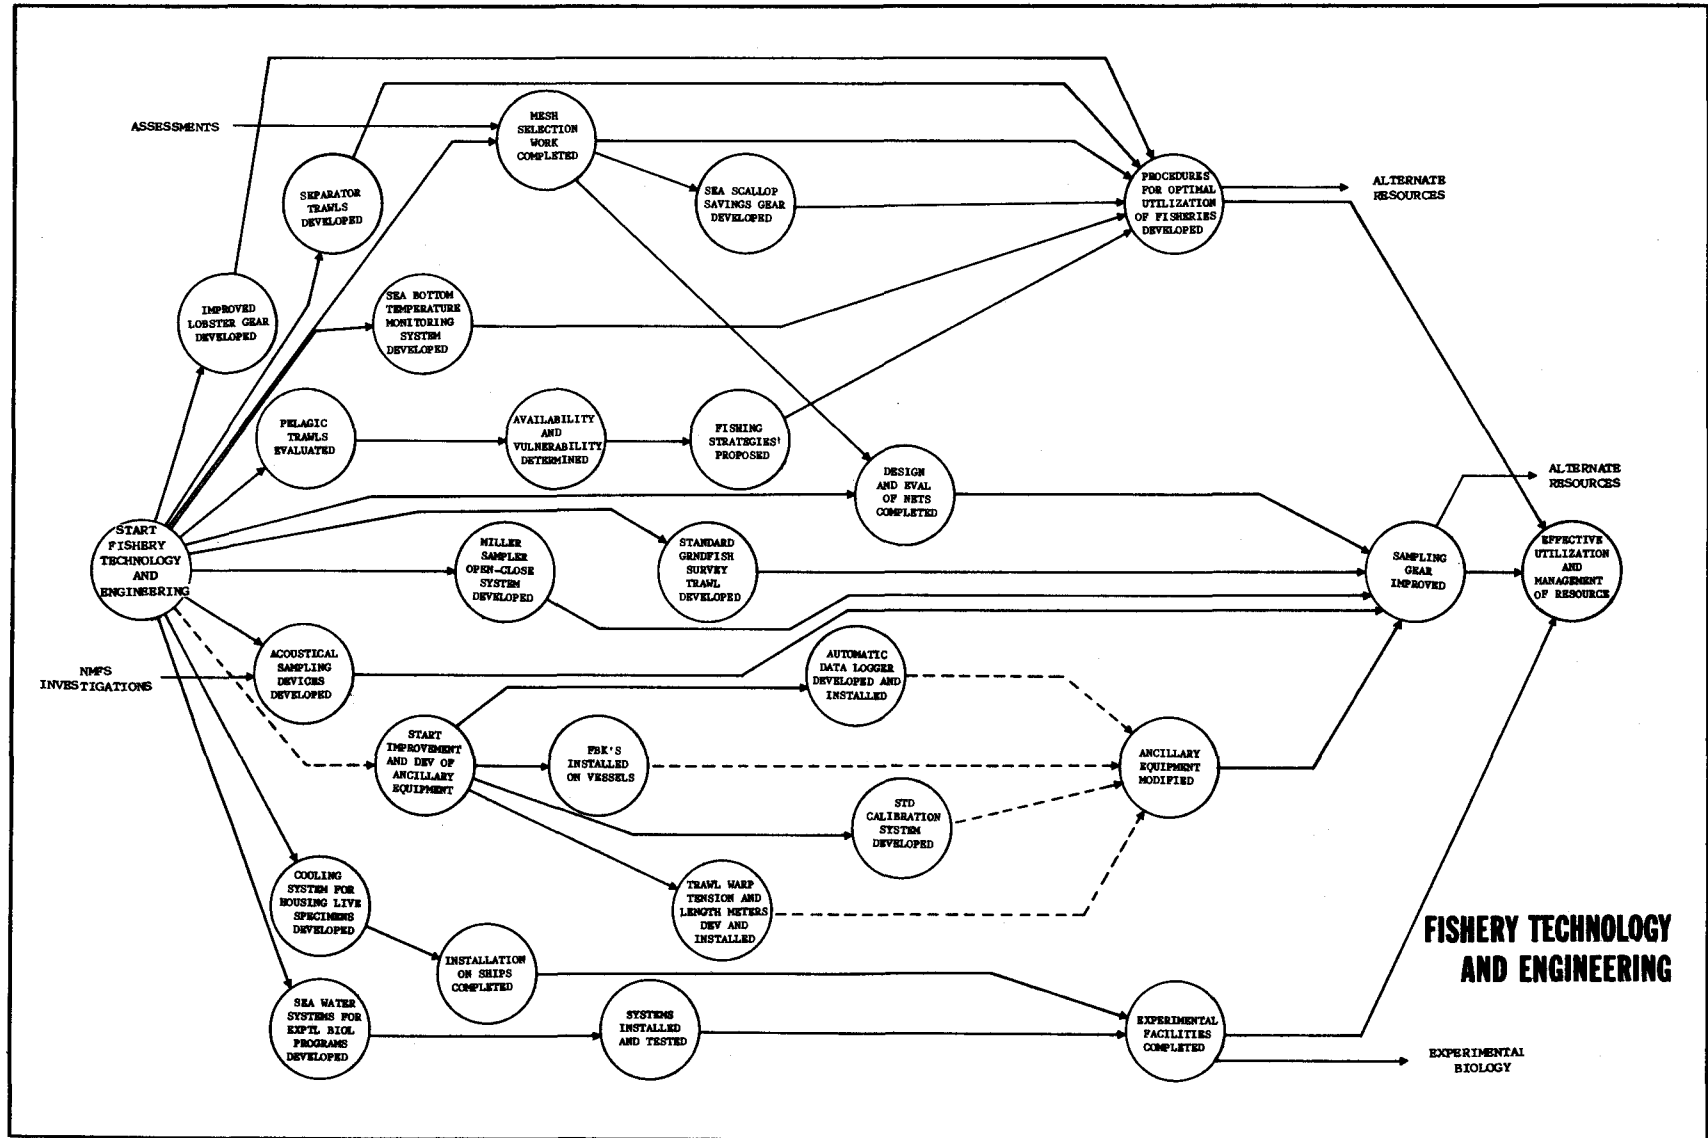 ASSESSMENTS
MESH
SELECTION
WORK
COMPLETED
SEPARATOR
TRAWLS
DEVELOPED
SEA SCALLOP
SAVINGS GEAR
DEVELOPED
PROCEDURES
FOR OPTIMAL
UTILIZATION
OF FISHERIES
DEVELOPED
ALTERNATE
RESOURCES
IMPROVED
LOBSTER GEAR
DEVELOPED
SEA BOTTOM
TEMPERATURE
MONITORING
SYSTEM
DEVELOPED
PELAGIC
TRAWLS
EVALUATED
AVAILABILITY
AND
VULNERABILITY
DETERMINED
FISHING
STRATEGIES'
PROPOSED
DESIGN
AND EVAL
OF NETS
COMPLETED
ALTERNATE
RESOURCES
START
FISHERY
TECHNOLOGY
AND
ENGINEERING
MILLER
SAMPLER
OPEN-CLOSE
SYSTEM
DEVELOPED
STANDARD
GRNDFISH
SURVEY
TRAWL
DEVELOPED
SAMPLING
GEAR
IMPROVED
EFFECTIVE
UTILIZATION
AND
MANAGEMENT
OF RESOURCE
NMFS
INVESTIGATIONS
ACOUSTICAL
SAMPLING
DEVICES
DEVELOPED
AUTOMATIC
DATA LOGGER
DEVELOPED AND
INSTALLED
START
IMPROVEMENT
AND DEV OF
ANCILLARY
EQUIPMENT
FBK'S
INSTALLED
ON VESSELS
ANCILLARY
EQUIPMENT
MODIFIED
STD
CALIBRATION
SYSTEM
DEVELOPED
COOLING
SYSTEM FOR
HOUSING LIVE
SPECIMENS
DEVELOPED
TRAWL WARP
TENSION AND
LENGTH METERS
DEV AND
INSTALLED
FISHERY TECHNOLOGY
AND ENGINEERING
INSTALLATION
ON SHIPS
COMPLETED
SEA WATER
SYSTEMS FOR
EXPTL BIOL
PROGRAMS
DEVELOPED
SYSTEMS
INSTALLED
AND TESTED
EXPERIMENTAL
FACILITIES
COMPLETED
EXPERIMENTAL
BIOLOGY